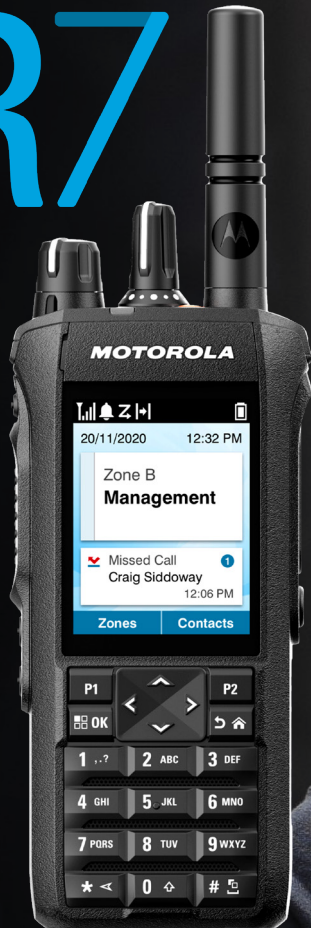 R7
MOTOROLA
20/11/2020 12:32 PM
Zone B
Management
Missed Call 1
Craig Siddoway
12:06 PM
Zones Contacts
P1 P2
OK
1 ,.? 2 ABC 3 DEF
4 GHI 5 JKL 6 MNO
7 PQRS 8 TUV 9 WXYZ
* 0 #